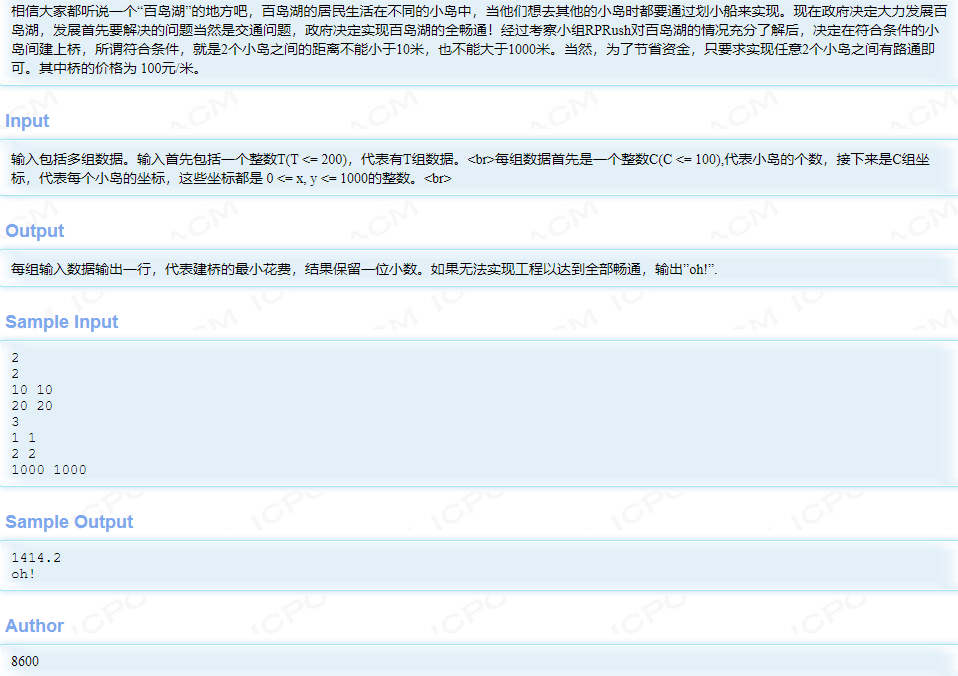 相信大家都听说一个“百岛湖”的地方吧，百岛湖的居民生活在不同的小岛中，当他们想去其他的小岛时都要通过划小船来实现。现在政府决定大力发展百
岛湖，发展首先要解决的问题当然是交通问题，政府决定实现百岛湖的全畅通！经过考察小组RPRush对百岛湖的情况充分了解后，决定在符合条件的小
岛间建上桥，所谓符合条件，就是2个小岛之间的距离不能小于10米，也不能大于1000米。当然，为了节省资金，只要求实现任意2个小岛之间有路通即
可。其中桥的价格为 100元/米。
Input
输入包括多组数据。输入首先包括一个整数T(T <= 200)，代表有T组数据。<br>每组数据首先是一个整数C(C <= 100),代表小岛的个数，接下来是C组坐
标，代表每个小岛的坐标，这些坐标都是 0 <= x, y <= 1000的整数。<br>
Output
每组输入数据输出一行，代表建桥的最小花费，结果保留一位小数。如果无法实现工程以达到全部畅通，输出”oh!”.
Sample Input
2
2
10 10
20 20
3
1 1
2 2
1000 1000
Sample Output
1414.2
oh!
Author
8600